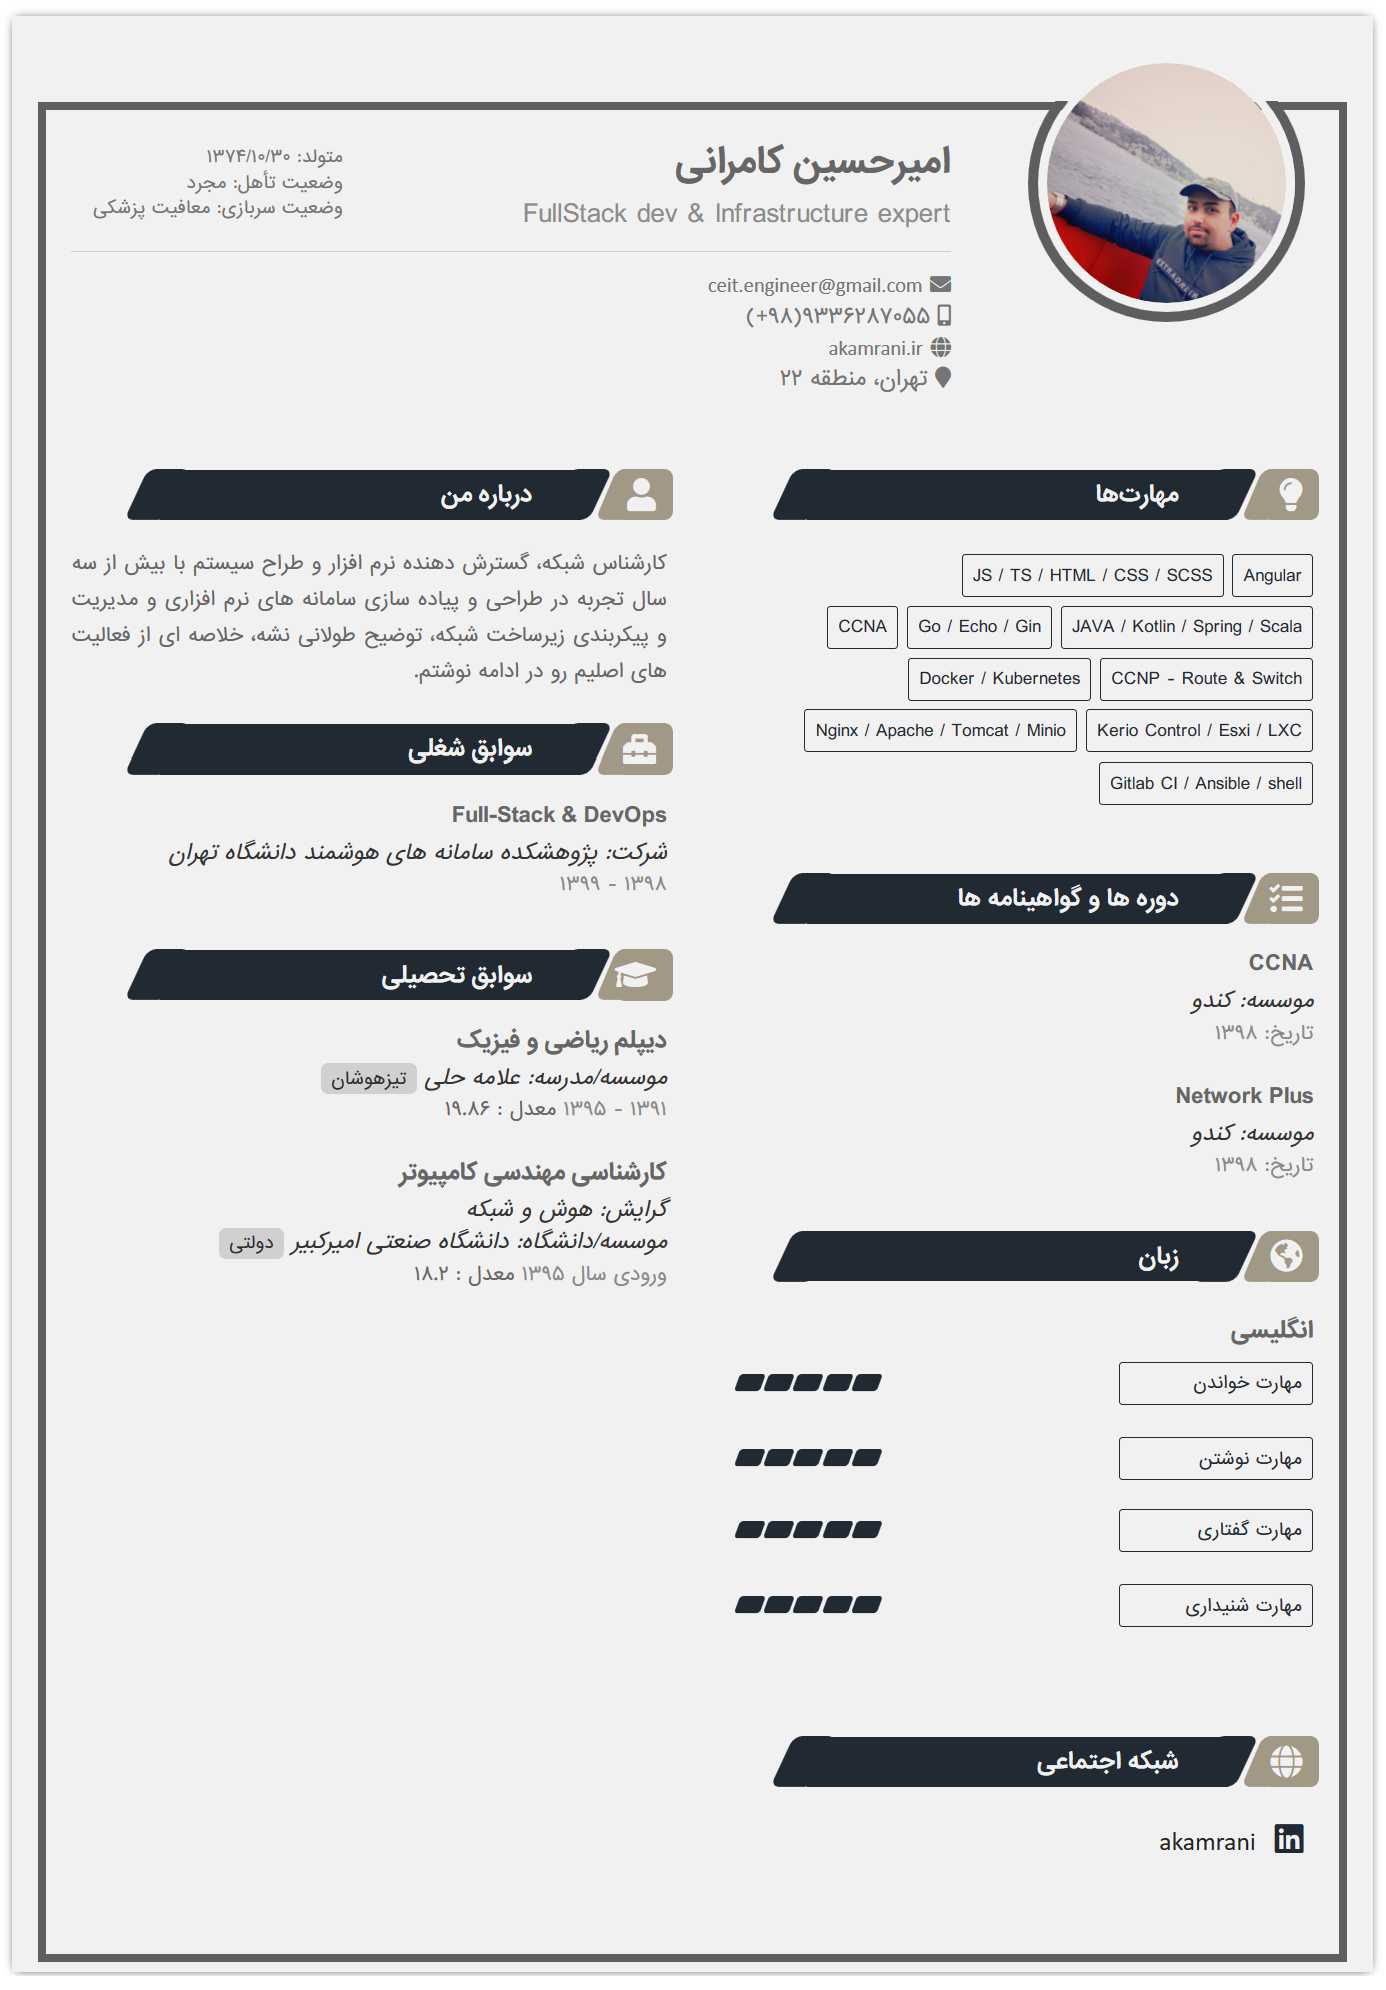 امیرحسین کامرانی
FullStack dev & Infrastructure expert
متولد: ۱۳۷۴/۱۰/۳۰
وضعیت تأهل: مجرد
وضعیت سربازی: معافیت پزشکی
ceit.engineer@gmail.com
(+۹۸)۹۳۳۶۲۸۷۰۵۵
akamrani.ir
تهران، منطقه ۲۲
مهارت‌ها
Angular
JS / TS / HTML / CSS / SCSS
JAVA / Kotlin / Spring / Scala
Go / Echo / Gin
CCNA
CCNP - Route & Switch
Docker / Kubernetes
Kerio Control / Esxi / LXC
Nginx / Apache / Tomcat / Minio
Gitlab CI / Ansible / shell
دوره ها و گواهینامه ها
CCNA
موسسه: کندو
تاریخ: ۱۳۹۸
Network Plus
موسسه: کندو
تاریخ: ۱۳۹۸
زبان
انگلیسی
مهارت خواندن
مهارت نوشتن
مهارت گفتاری
مهارت شنیداری
شبکه اجتماعی
akamrani
درباره من
کارشناس شبکه، گسترش دهنده نرم افزار و طراح سیستم با بیش از سه
سال تجربه در طراحی و پیاده سازی سامانه های نرم افزاری و مدیریت
و پیکربندی زیرساخت شبکه، توضیح طولانی نشه، خلاصه ای از فعالیت
های اصلیم رو در ادامه نوشتم.
سوابق شغلی
Full-Stack & DevOps
شرکت: پژوهشکده سامانه های هوشمند دانشگاه تهران
۱۳۹۸ - ۱۳۹۹
سوابق تحصیلی
دیپلم ریاضی و فیزیک
موسسه/مدرسه: علامه حلی تیزهوشان
۱۳۹۱ - ۱۳۹۵ معدل : ۱۹.۸۶
کارشناسی مهندسی کامپیوتر
گرایش: هوش و شبکه
موسسه/دانشگاه: دانشگاه صنعتی امیرکبیر دولتی
ورودی سال ۱۳۹۵ معدل : ۱۸.۲